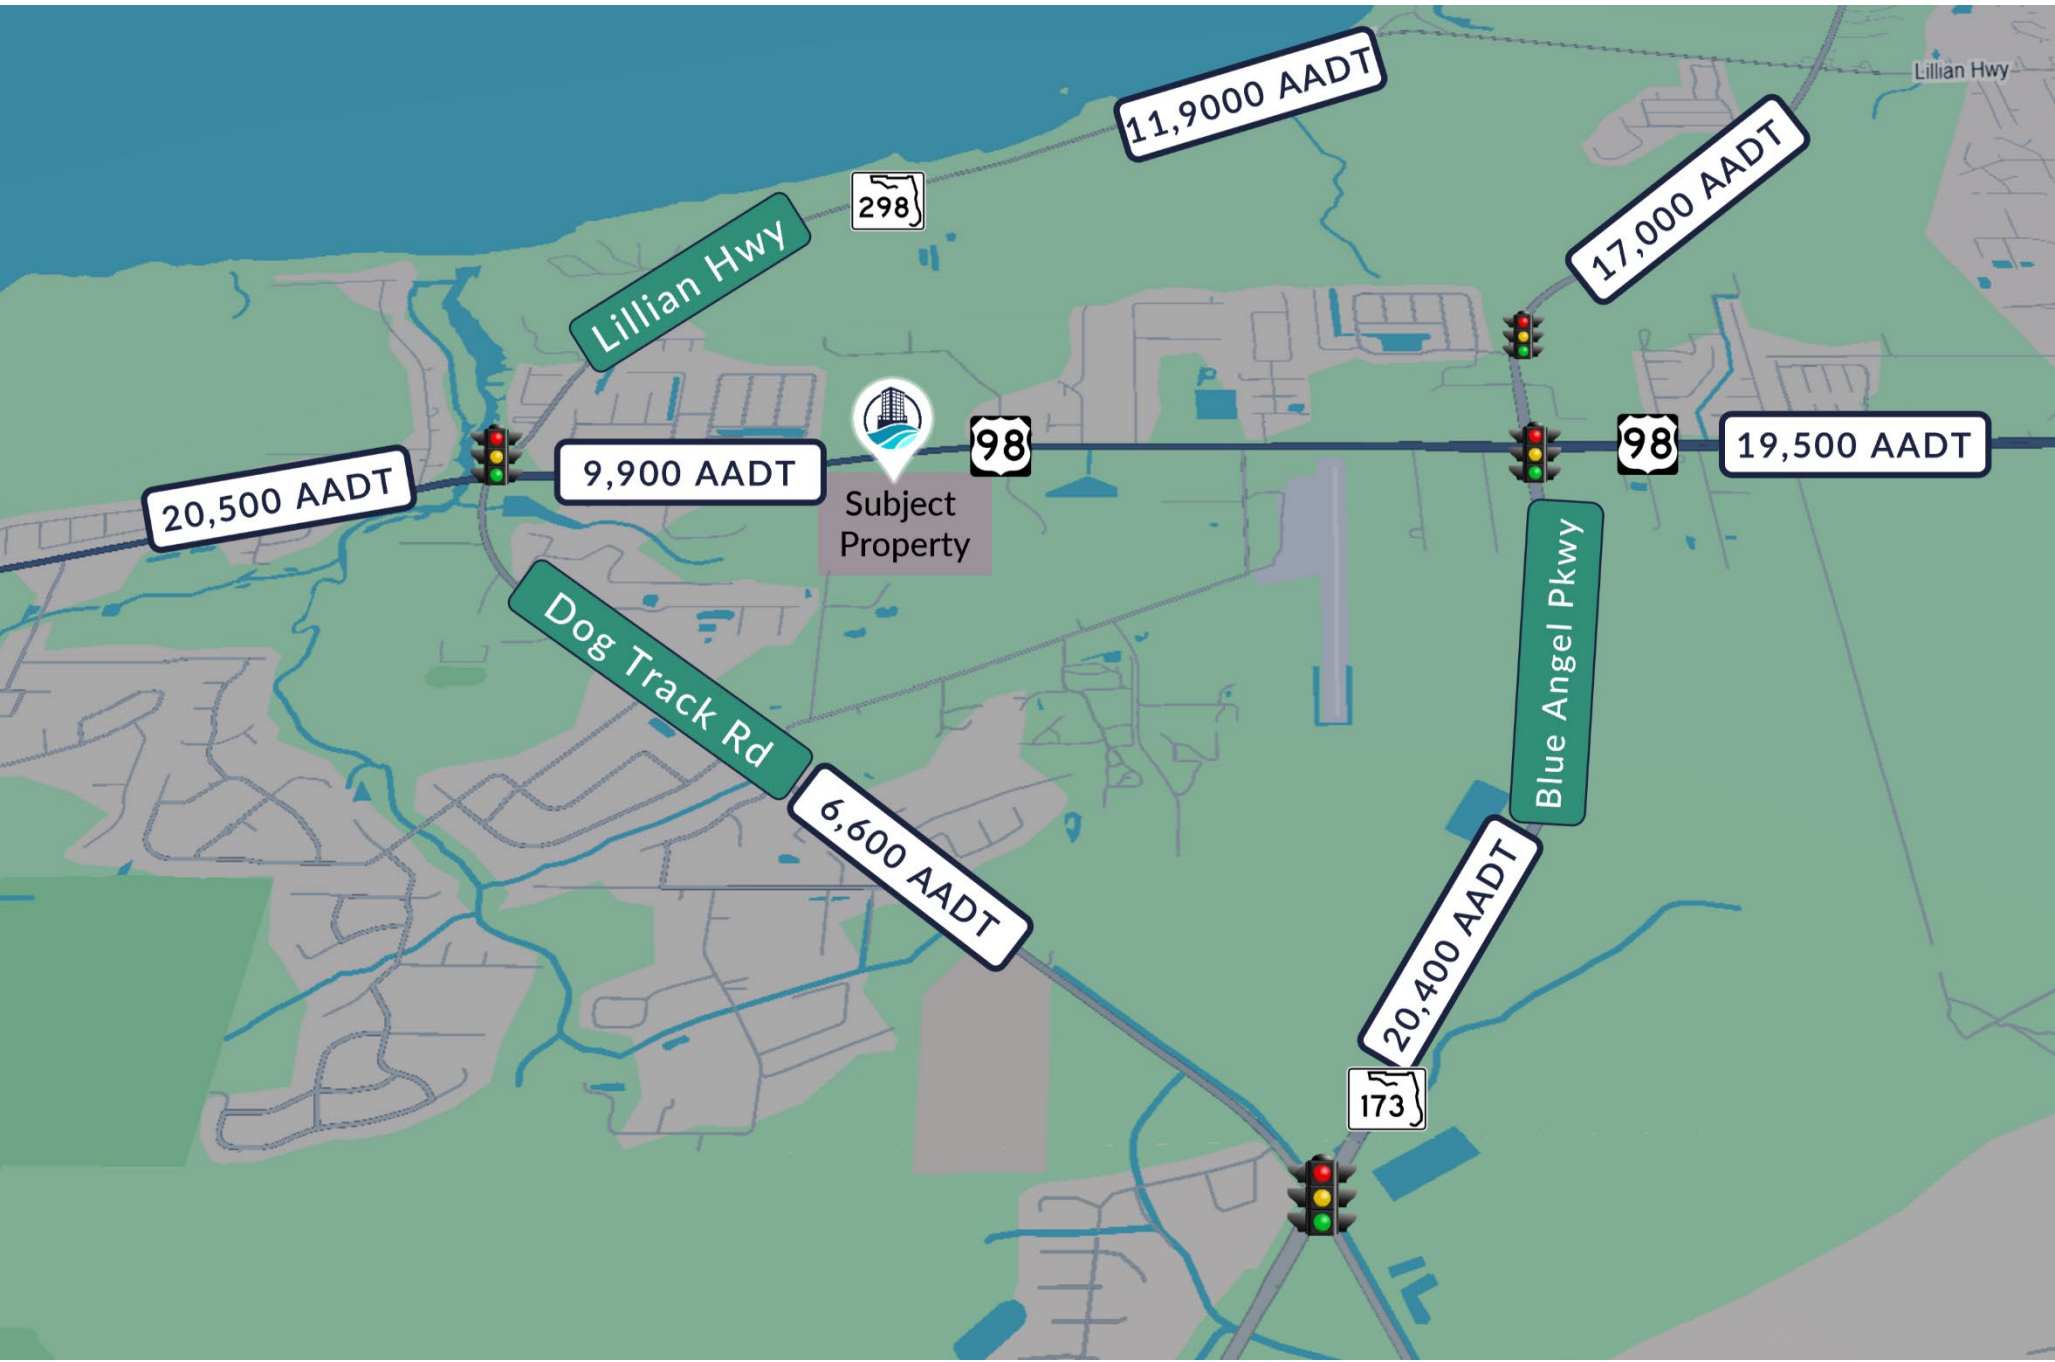 11,9000 AADT
Lillian Hwy
17,000 AADT
298
Lillian Hwy
98
98
19,500 AADT
9,900 AADT
20,500 AADT
Subject
Property
Blue Angel Pkwy
Dog Track Rd
6,600 AADT
20,400 AADT
173